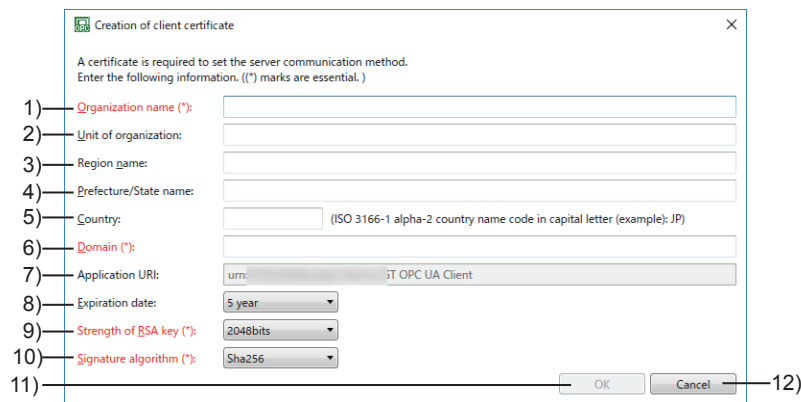 OPC Creation of client certificate
A certificate is required to set the server communication method.
Enter the following information. ((*) marks are essential. )
1) Organization name (*):
2) Unit of organization:
3) Region name:
4) Prefecture/State name:
5) Country: (ISO 3166-1 alpha-2 country name code in capital letter (example): JP)
6) Domain (*):
7) Application URI: urn: GT OPC UA Client
8) Expiration date: 5 year
9) Strength of RSA key (*): 2048bits
10) Signature algorithm (*): Sha256
11) OK Cancel 12)